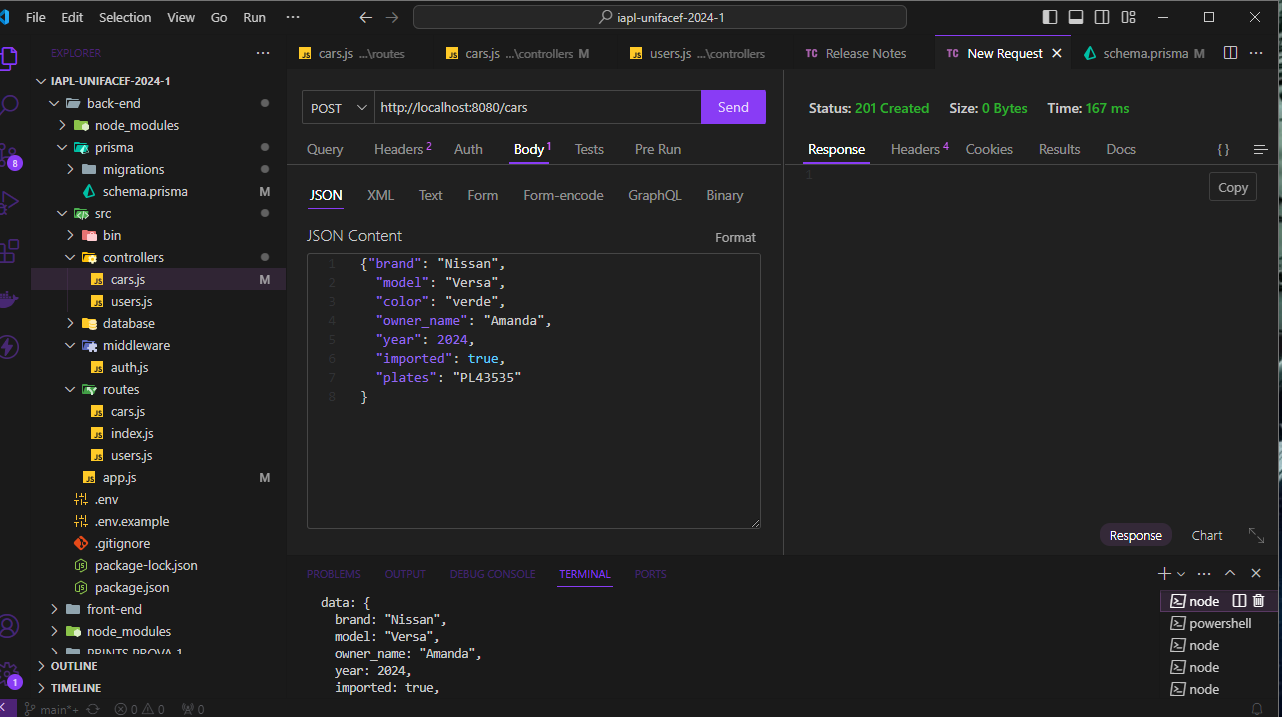 File Edit Selection View Go Run ··· iapl-unifacef-2024-1
EXPLORER ···
IAPL-UNIFACEF-2024-1
back-end
node_modules
prisma
migrations
schema.prisma M
src
bin
controllers
cars.js M
users.js
database
middleware
auth.js
routes
cars.js
index.js
users.js
app.js M
.env
.env.example
.gitignore
package-lock.json
package.json
front-end
node_modules
PRINTS PROVA 1
OUTLINE
TIMELINE
8
1
cars.js ...\routes
cars.js ...\controllers M
users.js ...\controllers
TC Release Notes
TC New Request
schema.prisma M
POST http://localhost:8080/cars Send
Query Headers 2 Auth Body 1 Tests Pre Run
JSON XML Text Form Form-encode GraphQL Binary
JSON Content Format
1 {"brand": "Nissan",
2 "model": "Versa",
3 "color": "verde",
4 "owner_name": "Amanda",
5 "year": 2024,
6 "imported": true,
7 "plates": "PL43535"
8 }
Status: 201 Created Size: 0 Bytes Time: 167 ms
Response Headers 4 Cookies Results Docs { }
1
Copy
Response Chart
PROBLEMS OUTPUT DEBUG CONSOLE TERMINAL PORTS
data: {
brand: "Nissan",
model: "Versa",
owner_name: "Amanda",
year: 2024,
imported: true,
node
powershell
node
node
node
main*+ 0 0 0